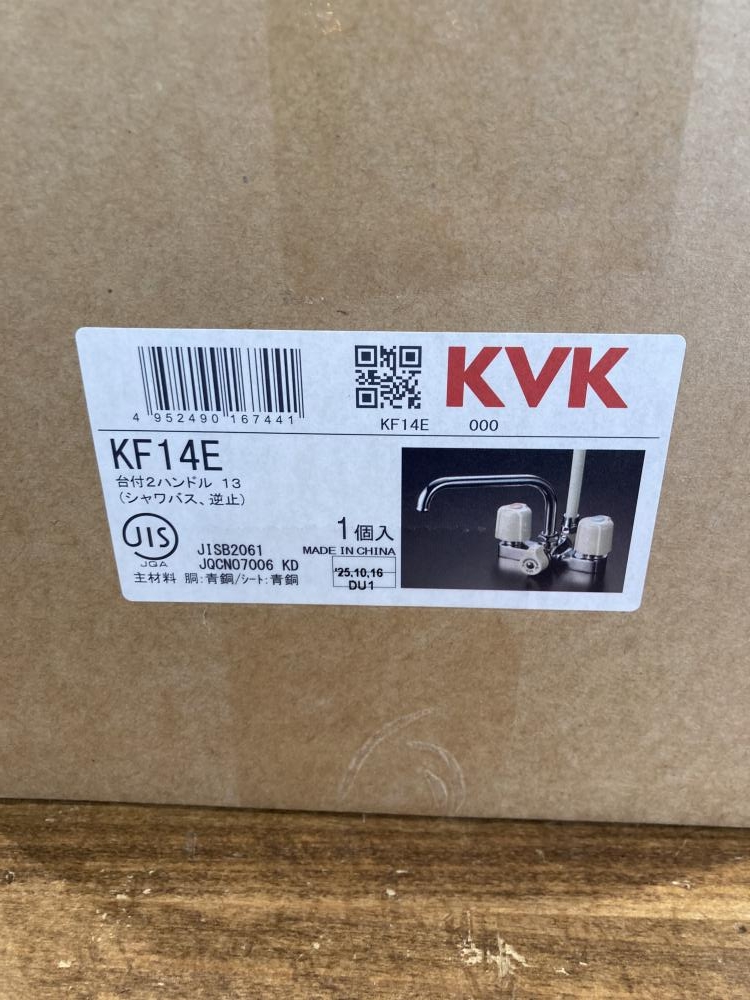 4 952490 167441
KVK
KF14E 000
KF14E
台付2ハンドル 13
(シャワバス、逆止)
1個入
JIS
JQA
JISB2061
JQCN07006 KD
MADE IN CHINA
'25.10.16
DU1
主材料 胴:青銅/シート:青銅